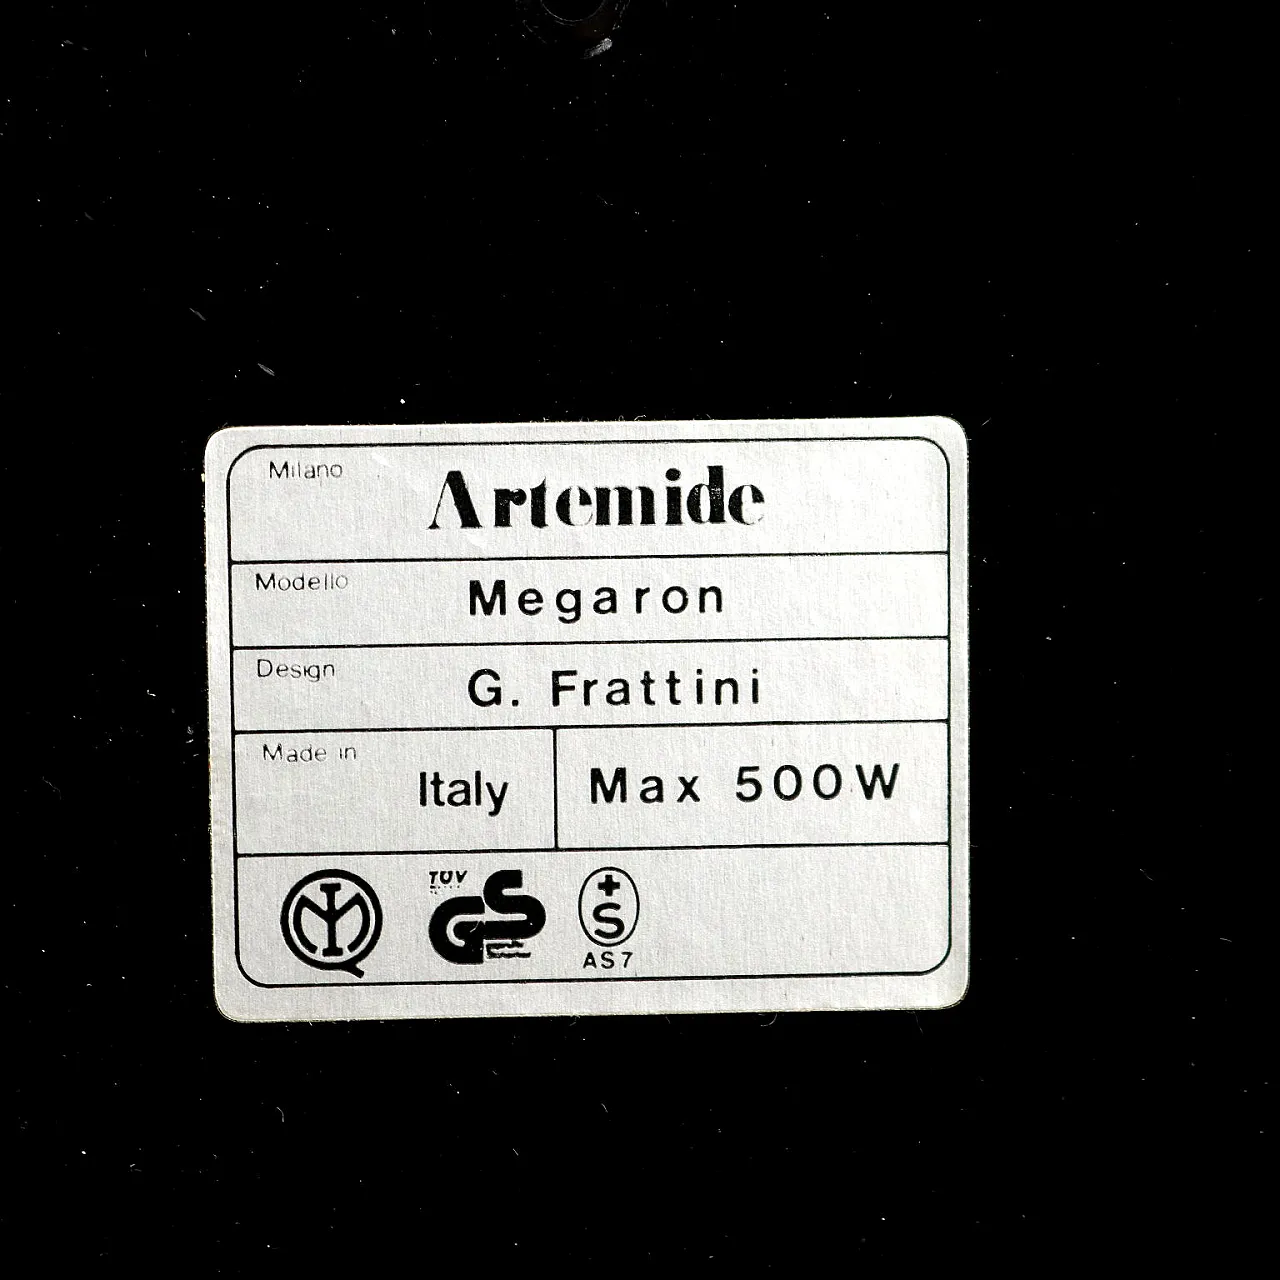 Milano
Artemide
Modello
Megaron
Design
G. Frattini
Made in
Italy
Max 500W
TÜV
GS
+
S
AS7